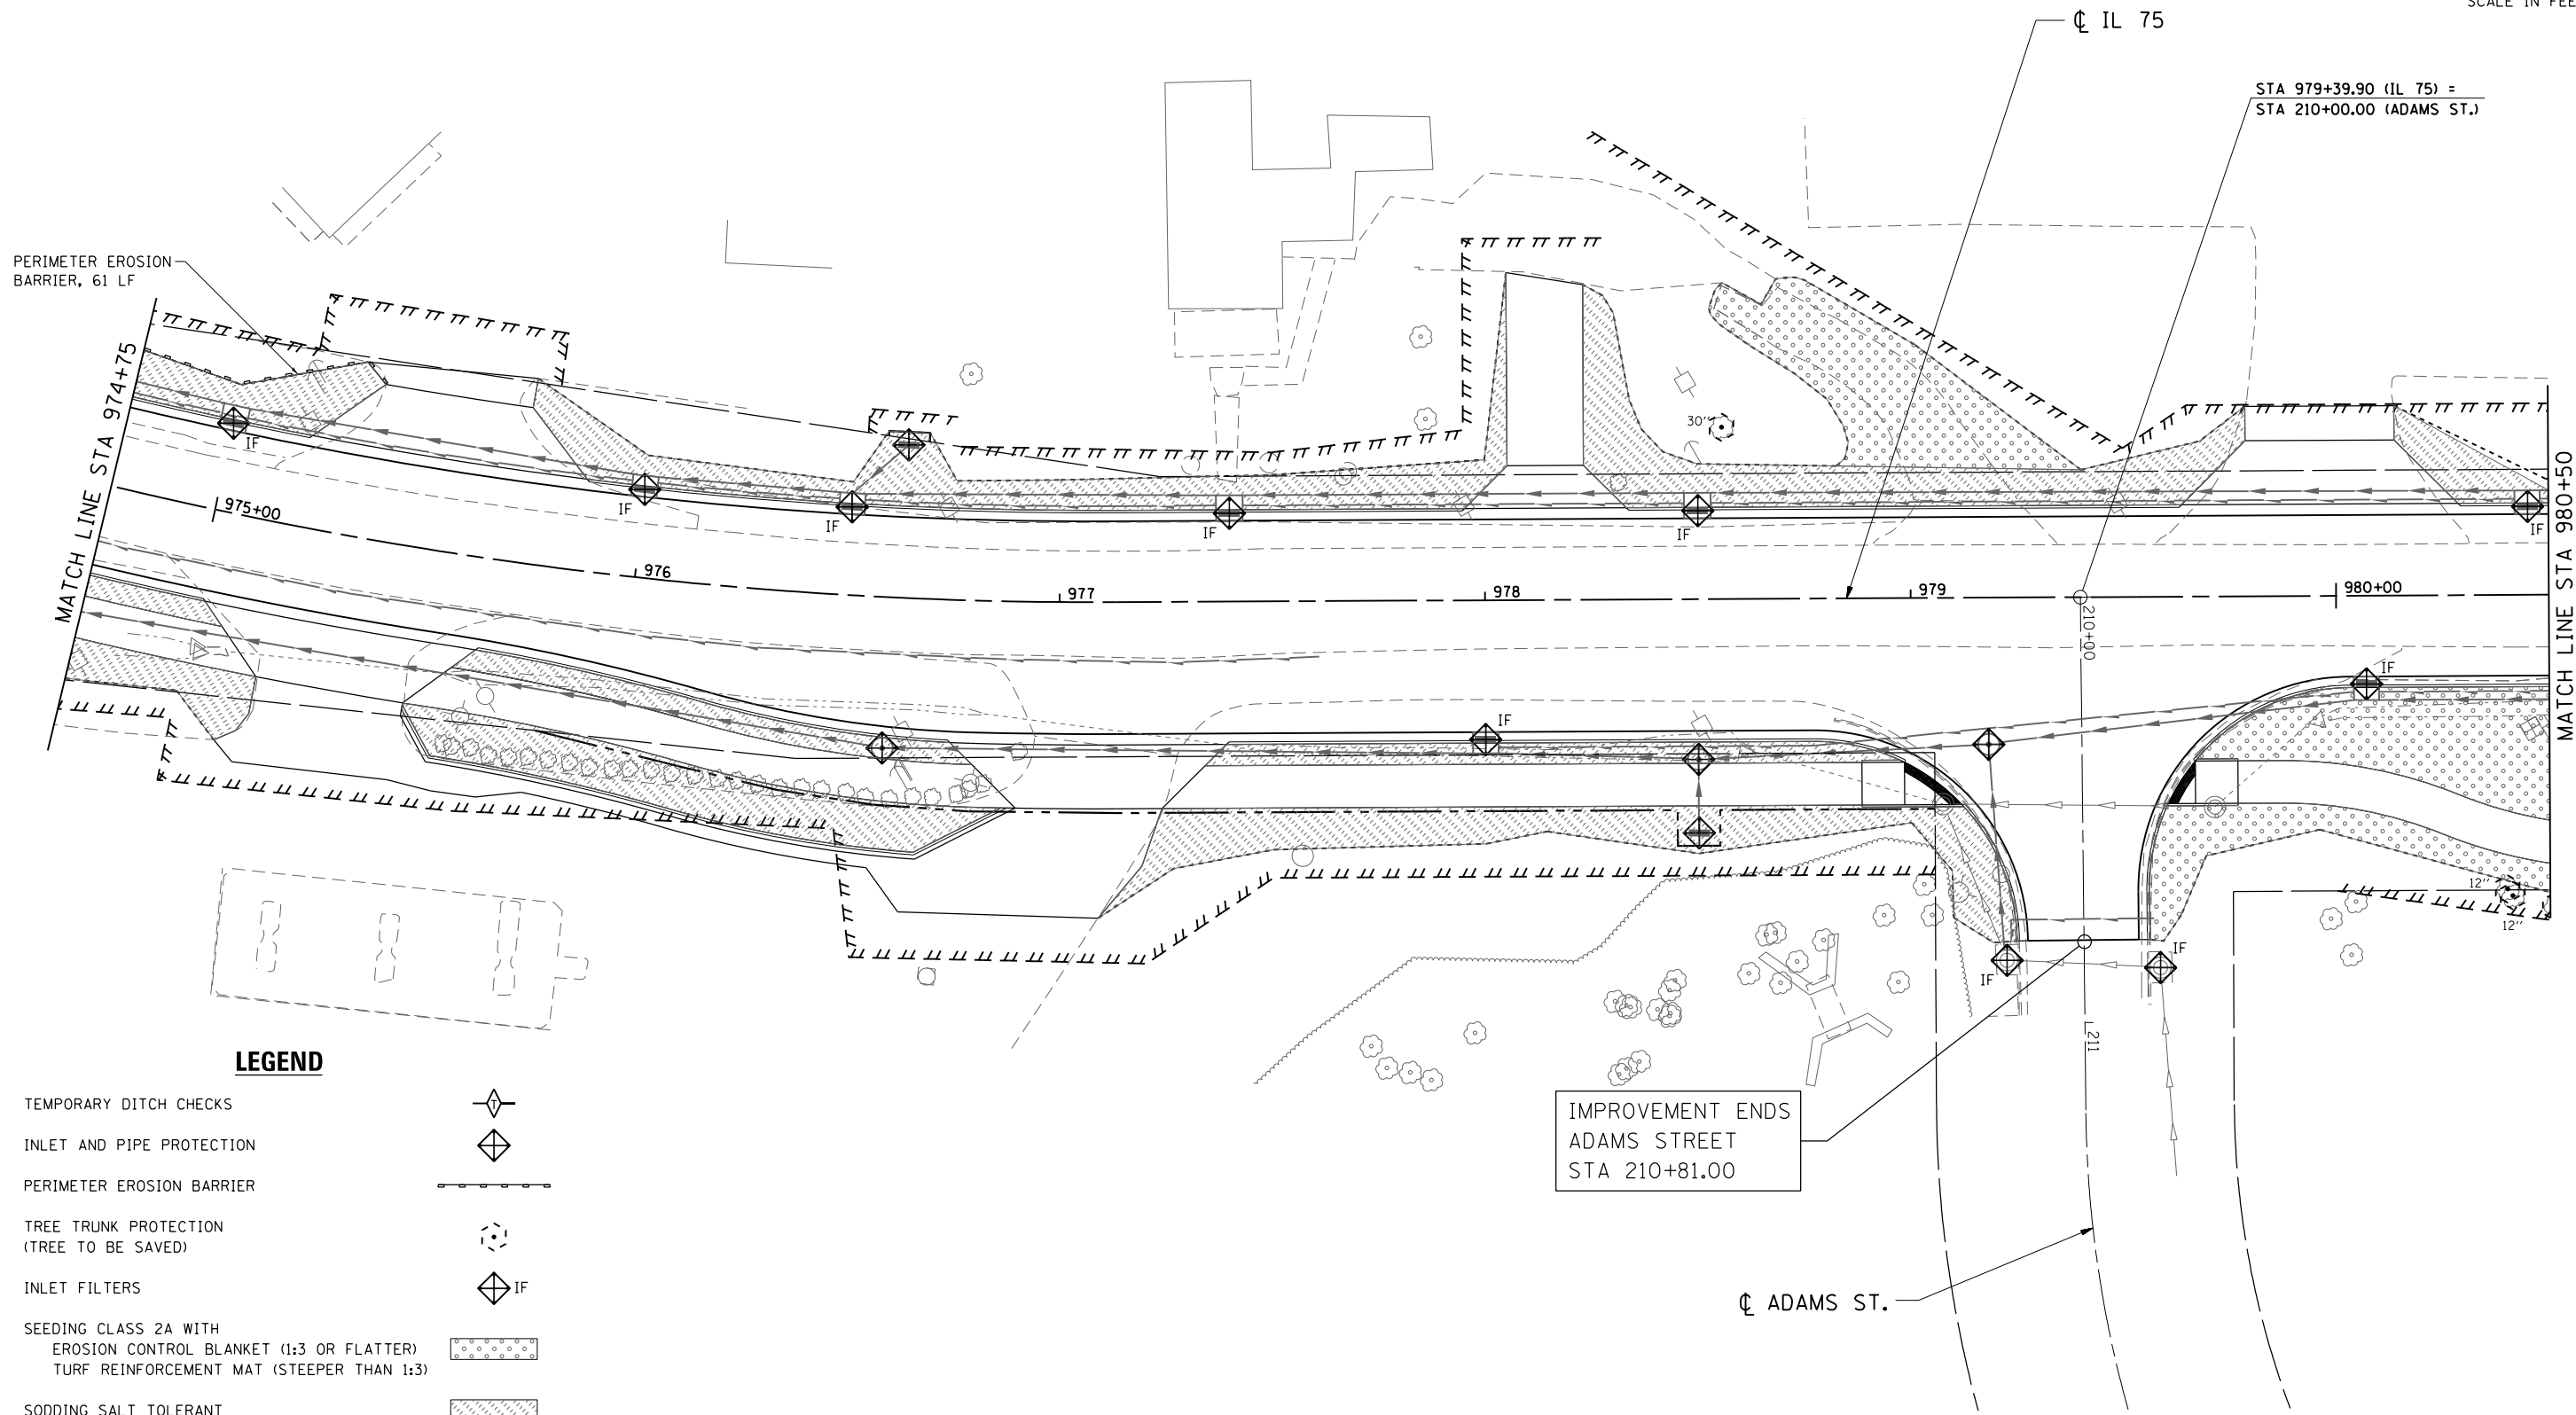 SCALE IN FEE
℄ IL 75
STA 979+39.90 (IL 75) =
STA 210+00.00 (ADAMS ST.)
PERIMETER EROSION
BARRIER, 61 LF
MATCH LINE STA 974+75
MATCH LINE STA 980+50
30"
IF
IF
IF
IF
IF
IF
975+00
976
977
978
979
980+00
210+00
IF
IF
12"
12"
IF
IF
211
IMPROVEMENT ENDS
ADAMS STREET
STA 210+81.00
℄ ADAMS ST.
LEGEND
TEMPORARY DITCH CHECKS
T
INLET AND PIPE PROTECTION
PERIMETER EROSION BARRIER
TREE TRUNK PROTECTION
(TREE TO BE SAVED)
INLET FILTERS
IF
SEEDING CLASS 2A WITH
EROSION CONTROL BLANKET (1:3 OR FLATTER)
TURF REINFORCEMENT MAT (STEEPER THAN 1:3)
SODDING SALT TOLERANT